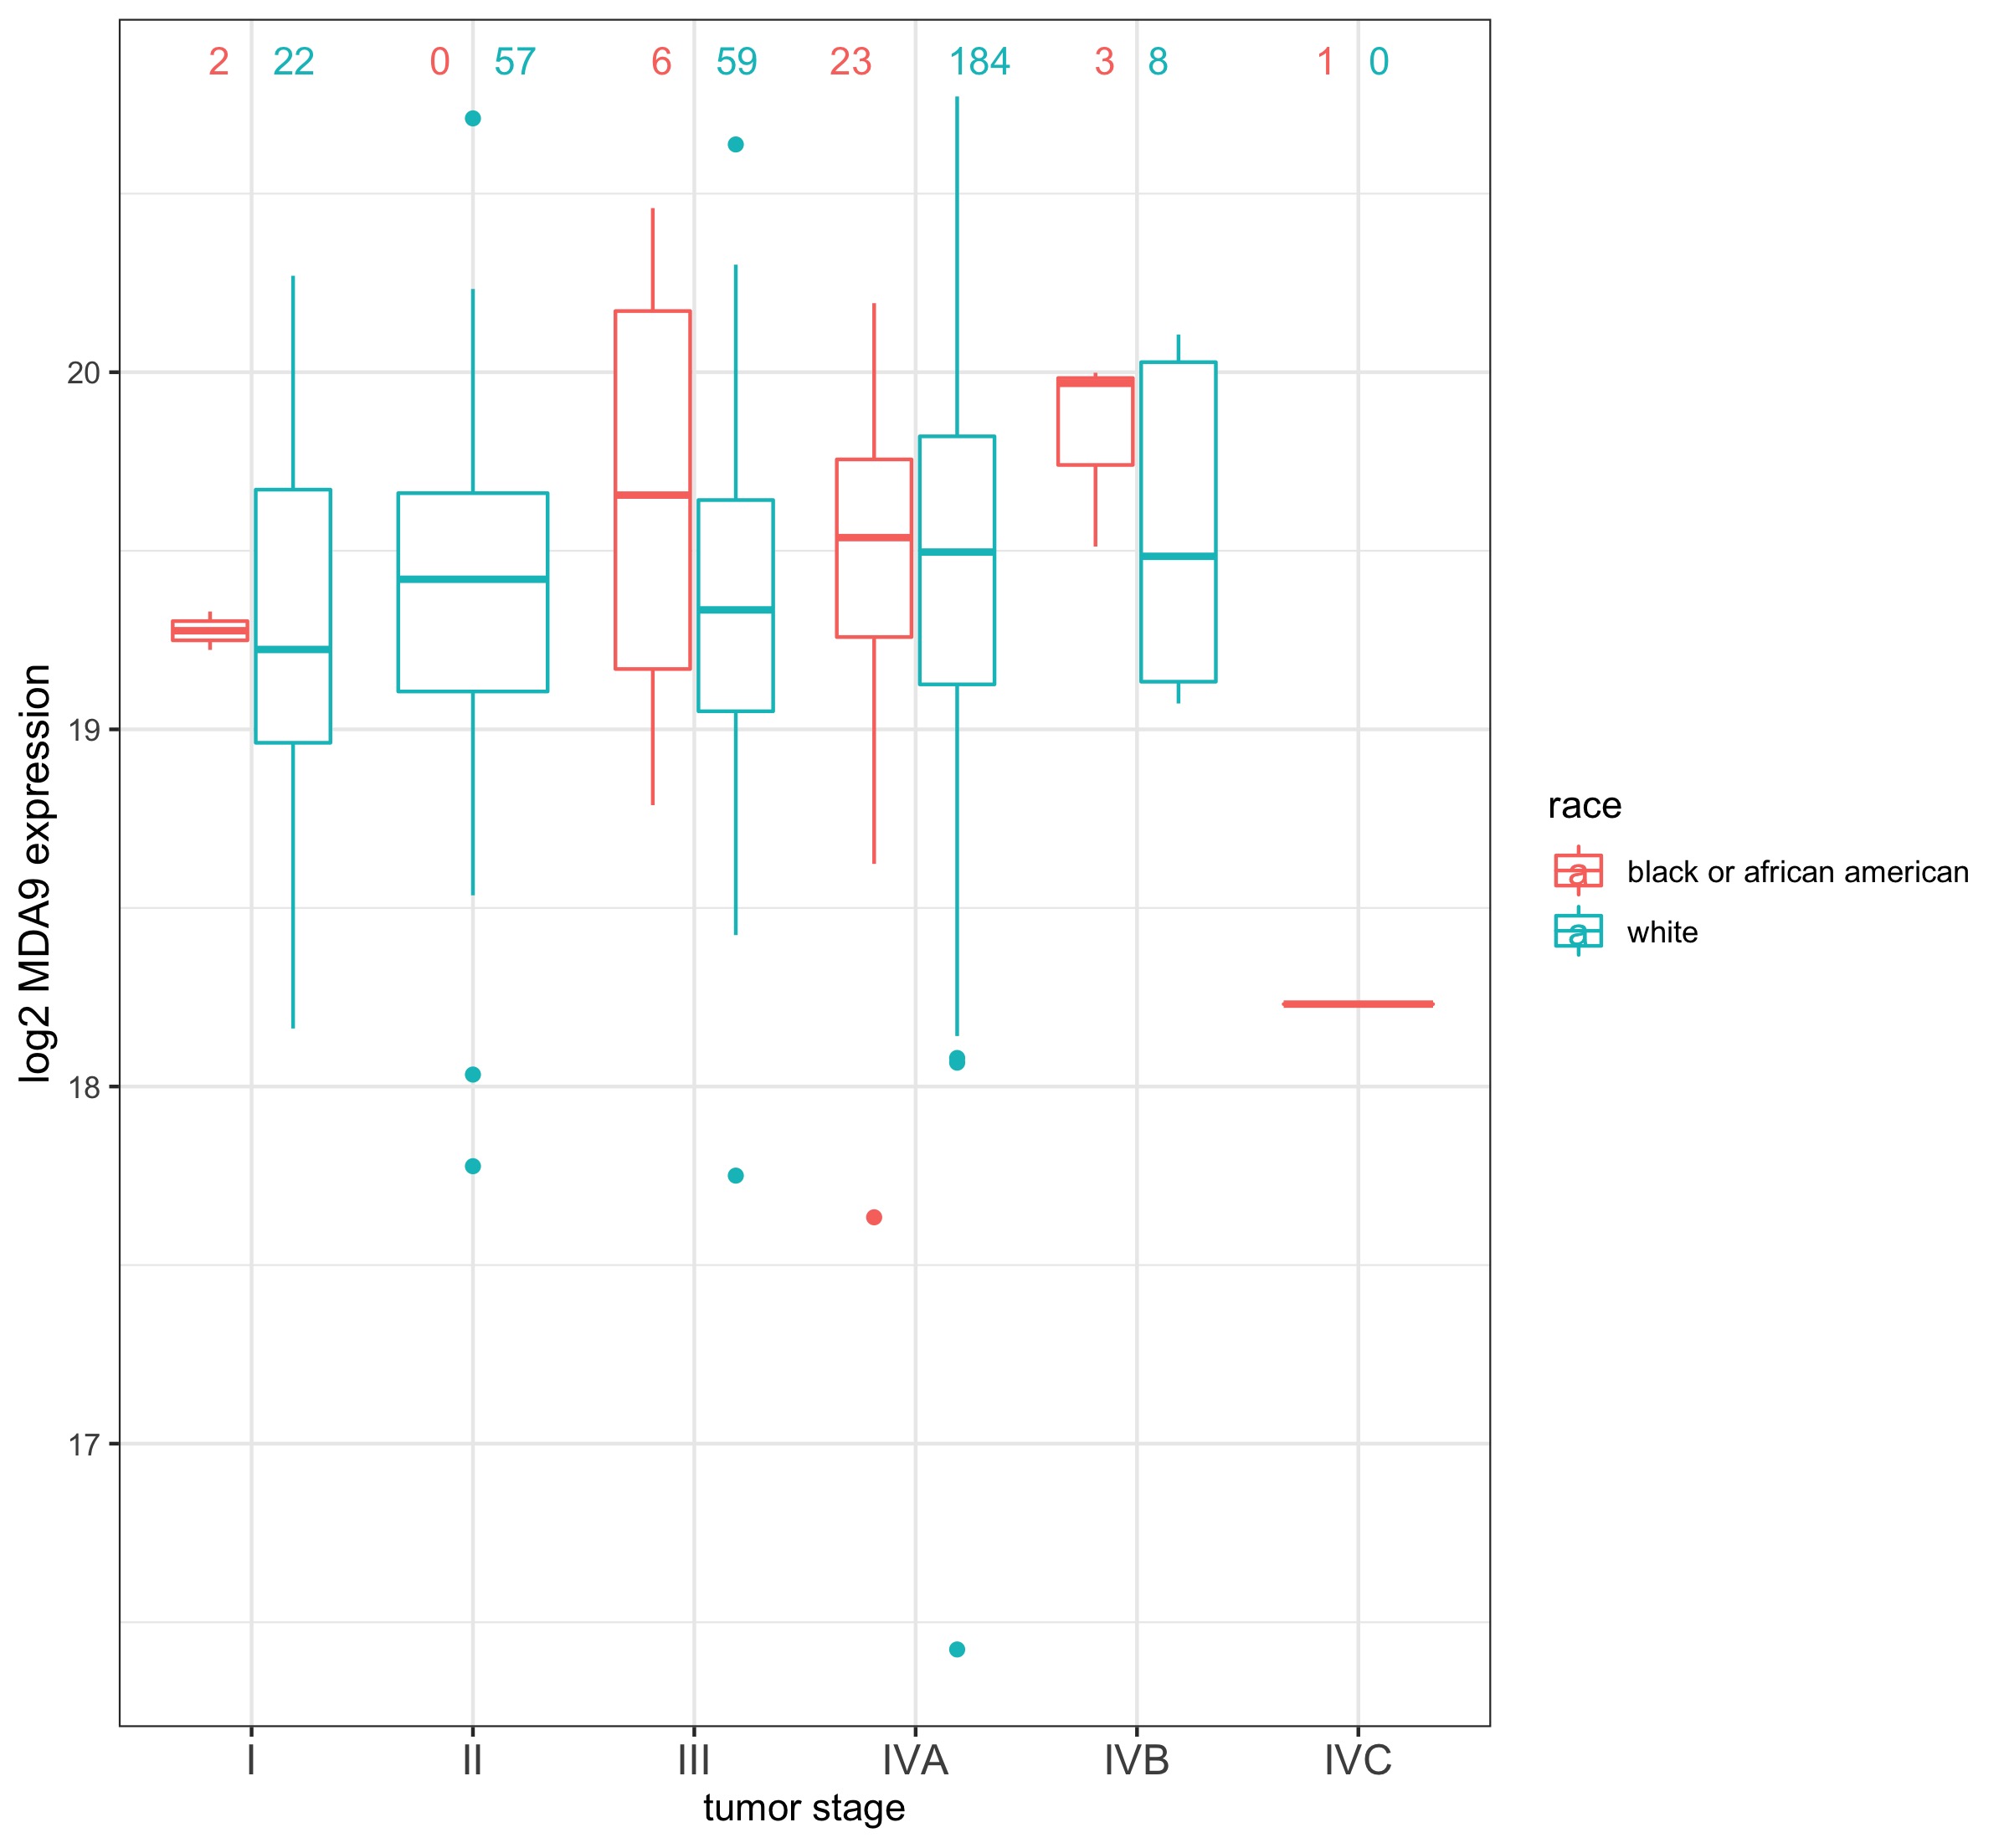 2 22 0 57 6 59 23 184 3 8 1 0
20
19
18
17
log2 MDA9 expression
I II III IVA IVB IVC
tumor stage
race
a black or african american
a white